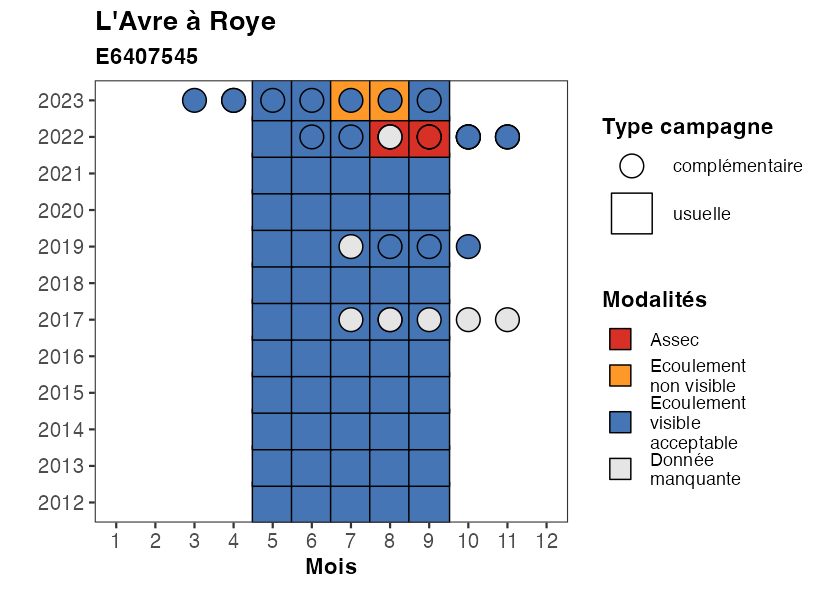 L'Avre à Roye
E6407545
2023
2022
2021
2020
2019
2018
2017
2016
2015
2014
2013
2012
1 2 3 4 5 6 7 8 9 10 11 12
Mois
Type campagne
complémentaire
usuelle
Modalités
Assec
Ecoulement
non visible
Ecoulement
visible
acceptable
Donnée
manquante